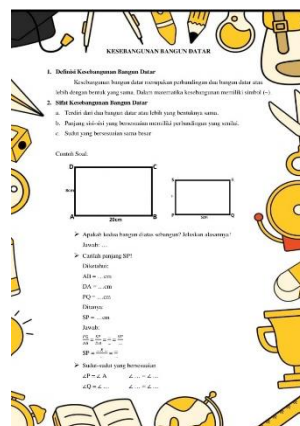 KESEBANGUNAN BANGUN DATAR
1. Definisi Kesebangunan Bangun Datar
Kesebangunan bangun datar merupakan perbandingan dua bangun datar atau
lebih dengan bentuk yang sama. Dalam matematika kesebangunan memiliki simbol (~)
2. Sifat Kesebangunan Bangun Datar
a. Terdiri dari dua bangun datar atau lebih yang bentuknya sama.
b. Panjang sisi-sisi yang bersesuaian memiliki perbandingan yang senilai.
c. Sudut yang bersesuaian sama besar
Contoh Soal:
D C
S
8cm
A B
P Q
20cm
5cm
➢ Apakah kedua bangun diatas sebangun? Jelaskan alasannya!
Jawab: ...
➢ Carilah panjang SP!
Diketahui:
AD = ... cm
DA = ... cm
PQ = ... cm
Ditanya:
SP = ... cm
Jawab:
SP =
➢ Sudut-sudut yang bersesuaian
∠P = ∠ A ∠ ... = ∠ ...
∠Q = ∠ ... ∠ ... = ∠ ...